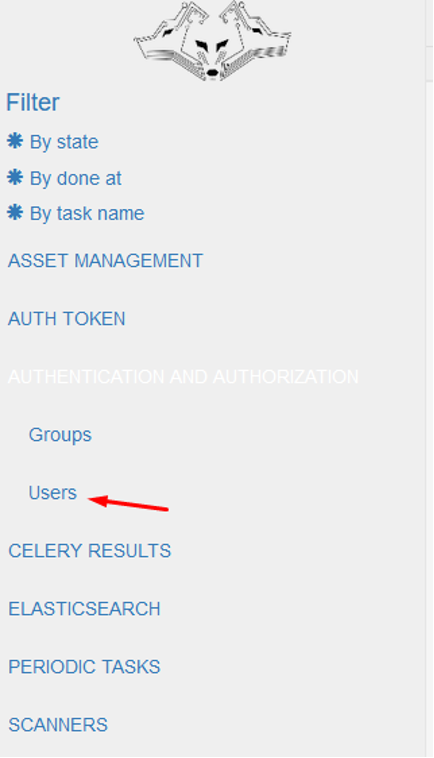 Filter
By state
By done at
By task name
ASSET MANAGEMENT
AUTH TOKEN
AUTHENTICATION AND AUTHORIZATION
Groups
Users
CELERY RESULTS
ELASTICSEARCH
PERIODIC TASKS
SCANNERS